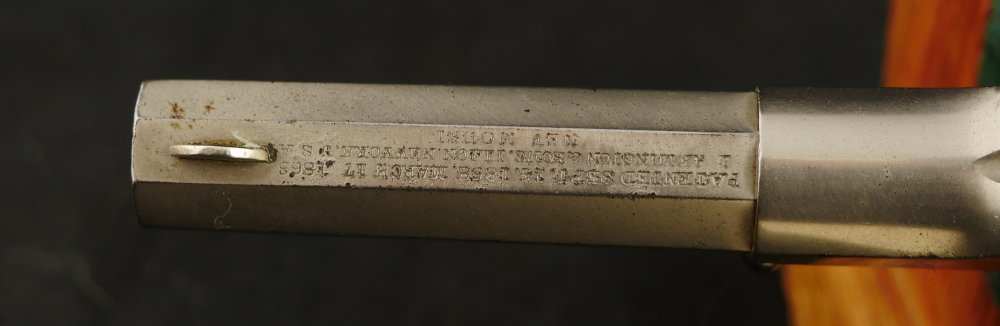 PATENTED SEPT. 14, 1858. MARCH 17, 1863
E. REMINGTON & SONS, ILION, NEW YORK U.S.A.
NEW MODEL